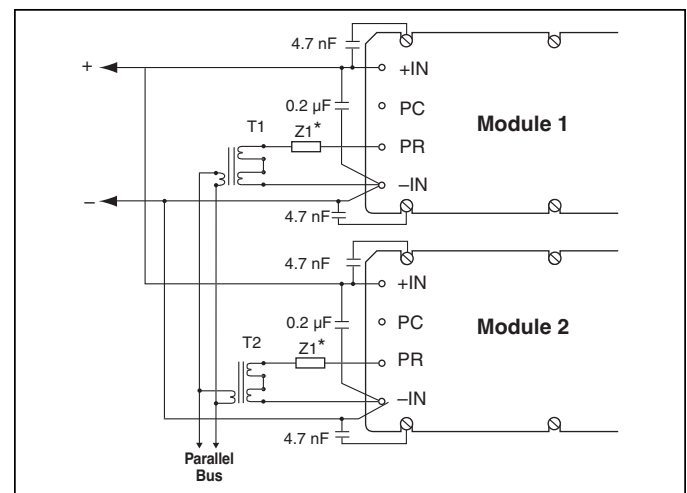 4.7 nF
+
+IN
0.2 µF
PC
Module 1
T1
Z1*
PR
–
–IN
4.7 nF
4.7 nF
+IN
0.2 µF
PC
Module 2
T2
Z1*
PR
–IN
4.7 nF
Parallel
Bus